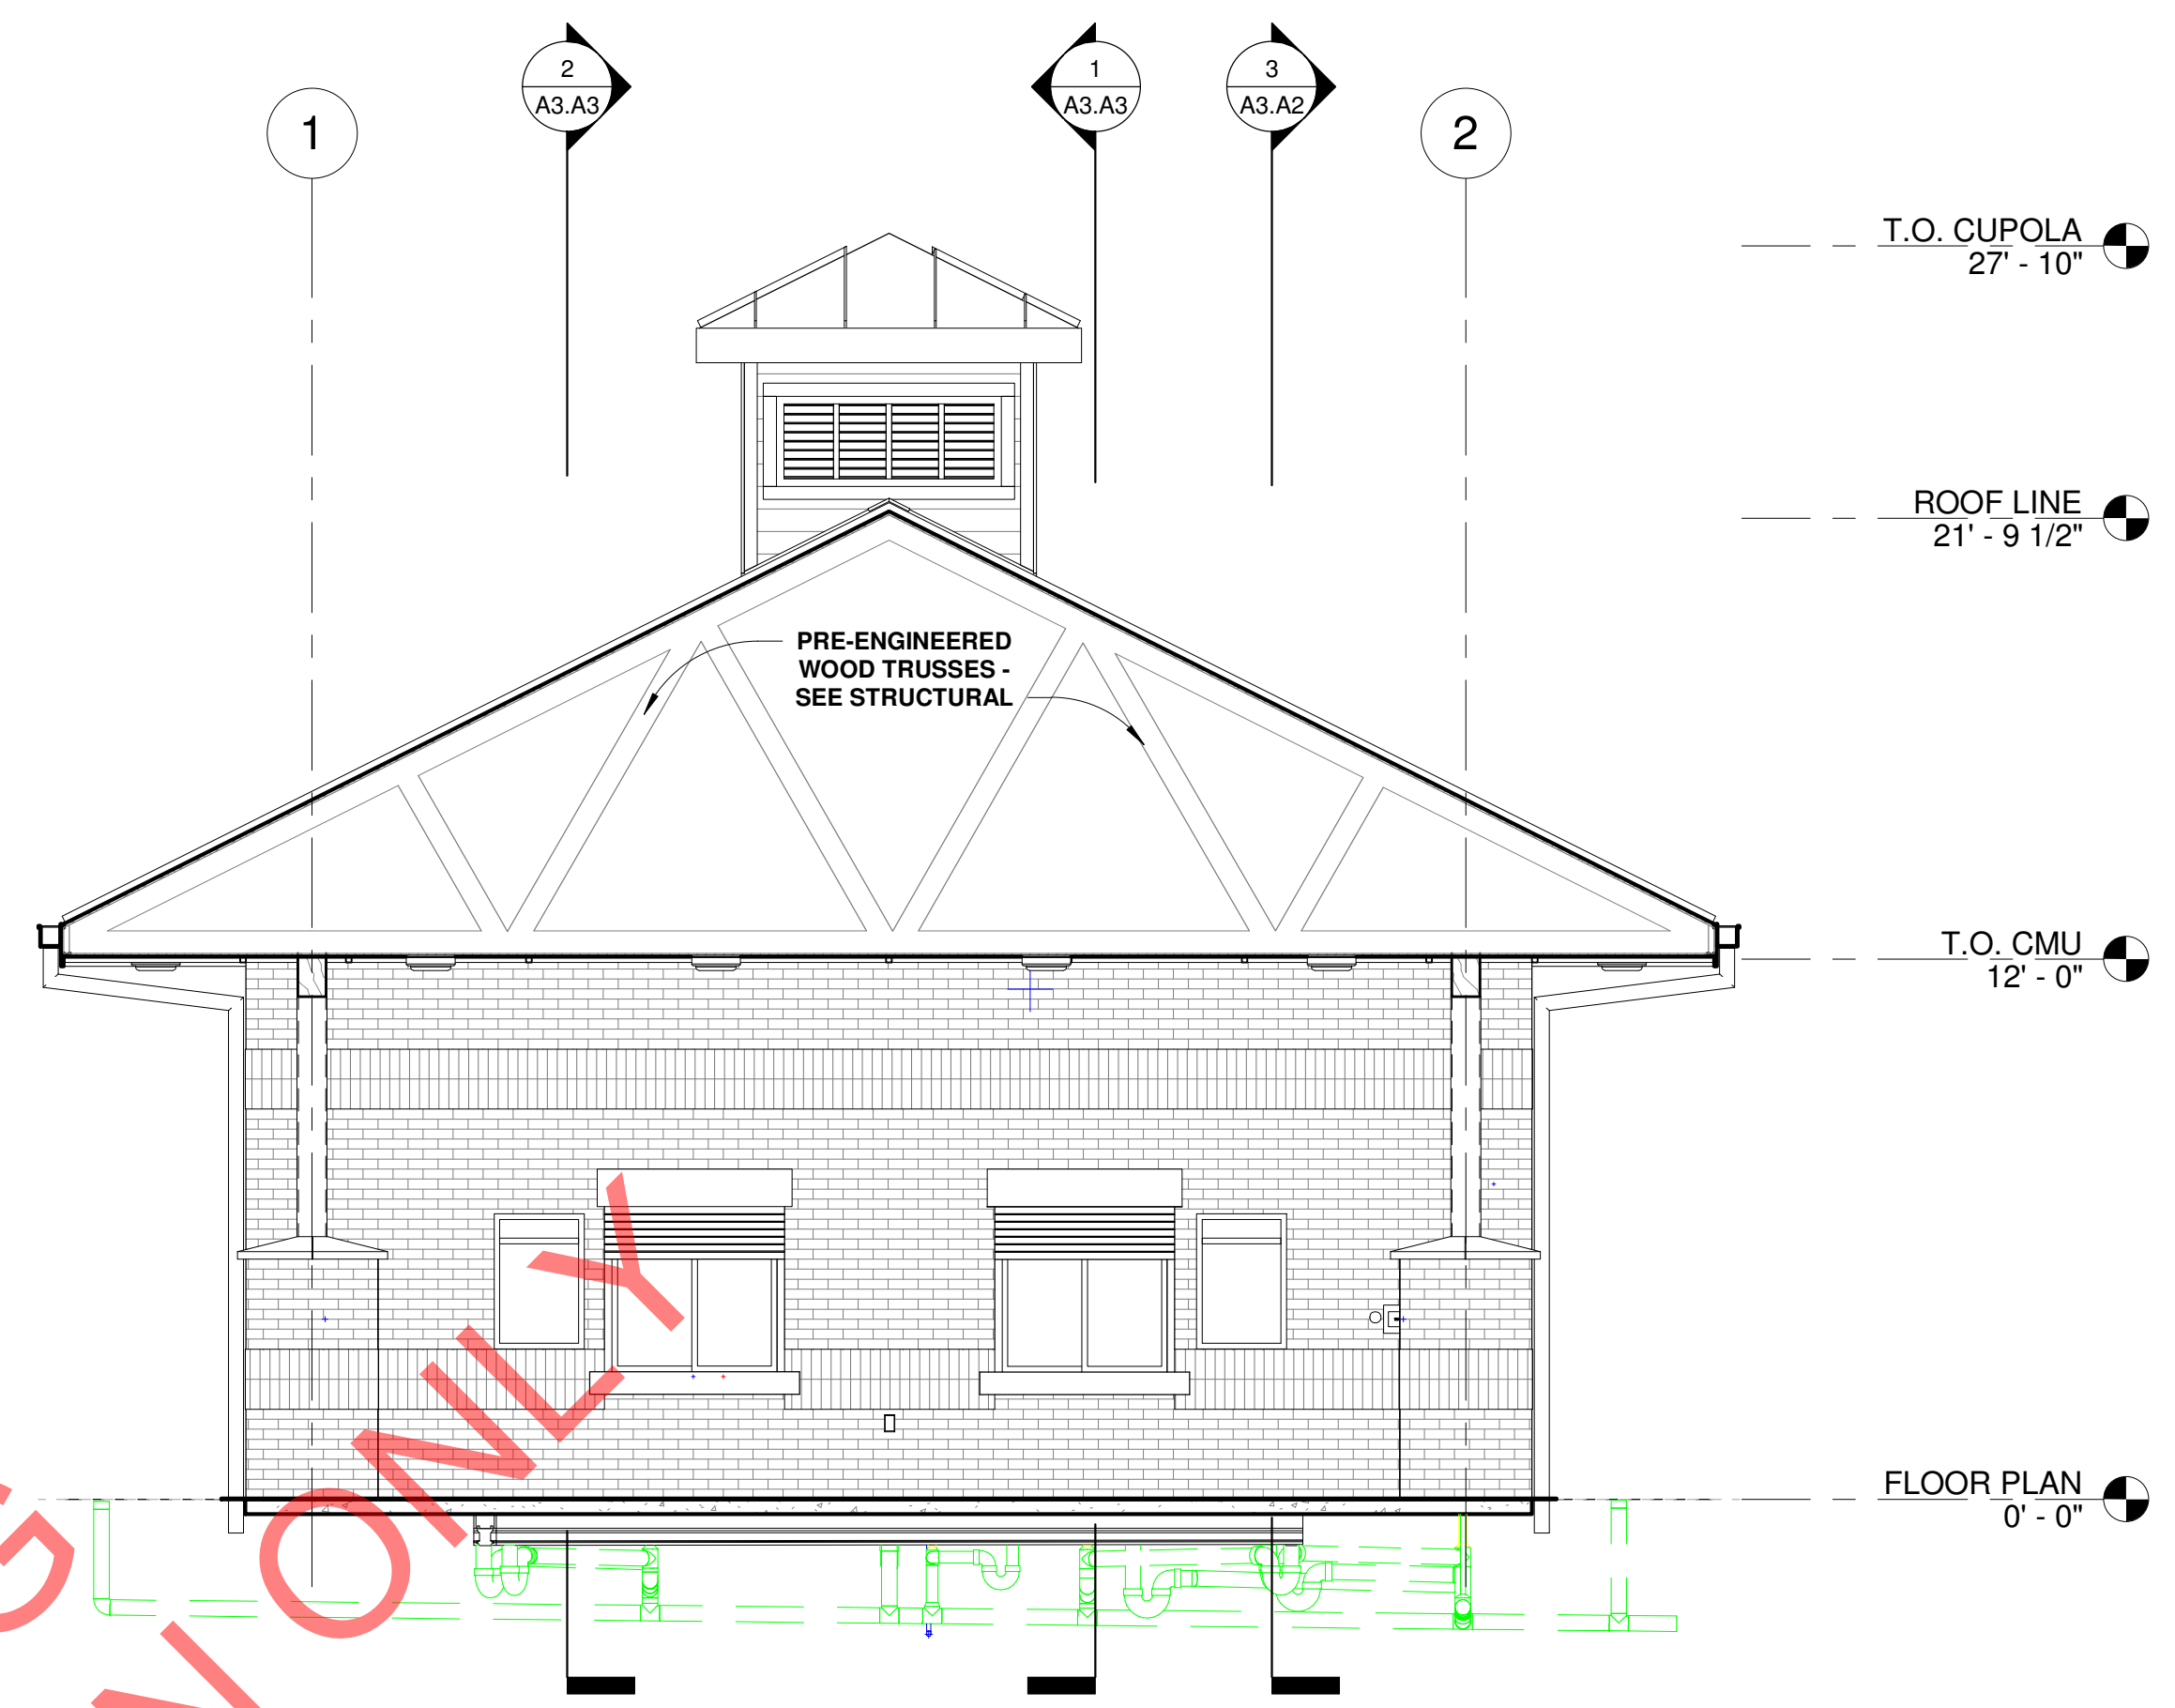 2
A3.A3
1
A3.A3
3
A3.A2
1
2
T.O. CUPOLA
27' - 10"
ROOF LINE
21' - 9 1/2"
PRE-ENGINEERED
WOOD TRUSSES -
SEE STRUCTURAL
T.O. CMU
12' - 0"
FLOOR PLAN
0' - 0"
ONLY